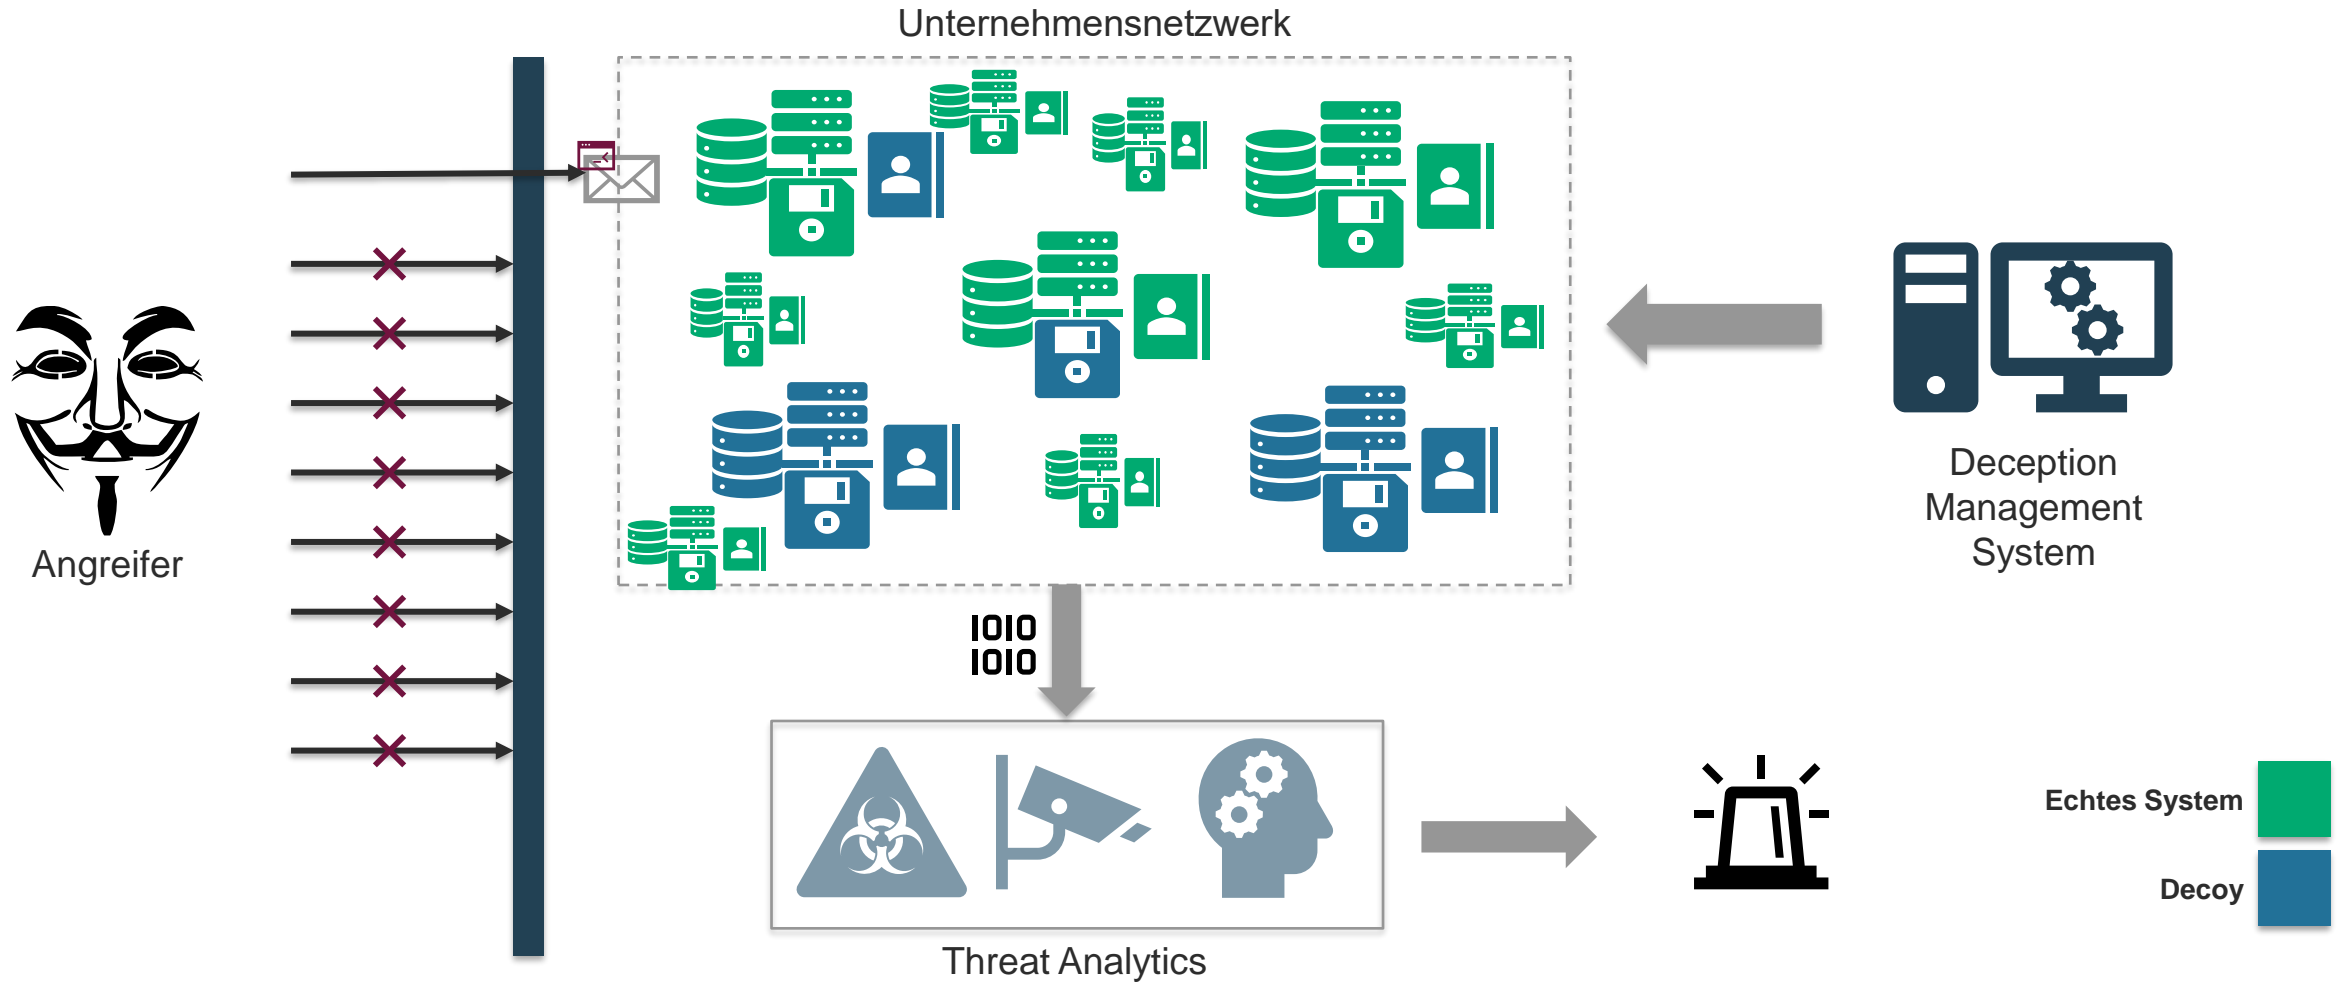 Unternehmensnetzwerk
Angreifer
Deception
Management
System
1010
1010
Threat Analytics
Echtes System
Decoy